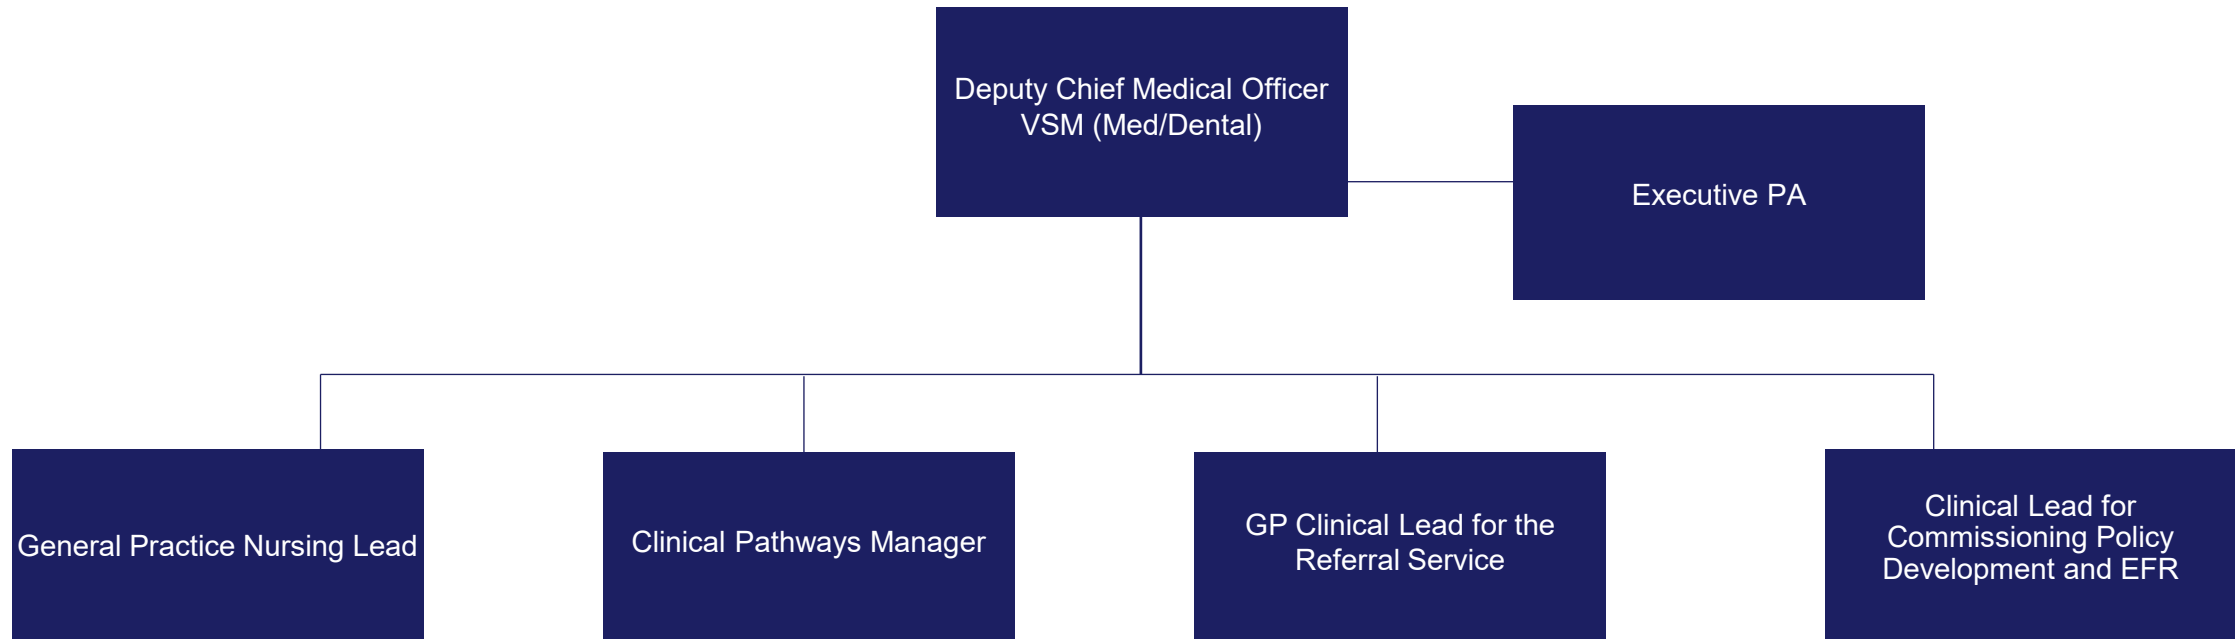 Deputy Chief Medical Officer
VSM (Med/Dental)
Executive PA
General Practice Nursing Lead
Clinical Pathways Manager
GP Clinical Lead for the
Referral Service
Clinical Lead for
Commissioning Policy
Development and EFR